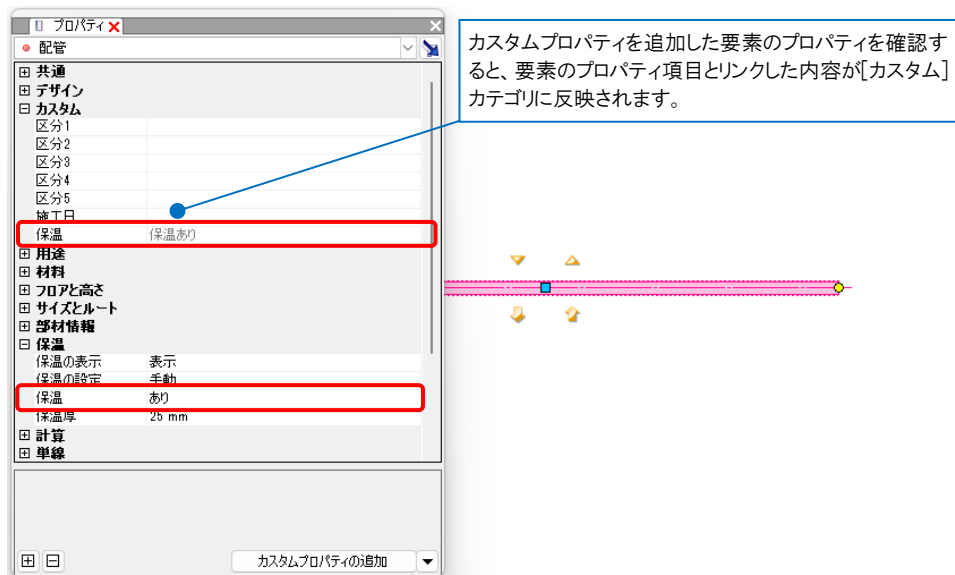 プロパティ
配管
共通
デザイン
カスタム
区分1
区分2
区分3
区分4
区分5
施工日
保温 保温あり
用途
材料
フロアと高さ
サイズとルート
部材情報
保温
保温の表示 表示
保温の設定 手動
保温 あり
保温厚 25 mm
計算
単線
カスタムプロパティの追加
カスタムプロパティを追加した要素のプロパティを確認す
ると、要素のプロパティ項目とリンクした内容が[カスタム]
カテゴリに反映されます。